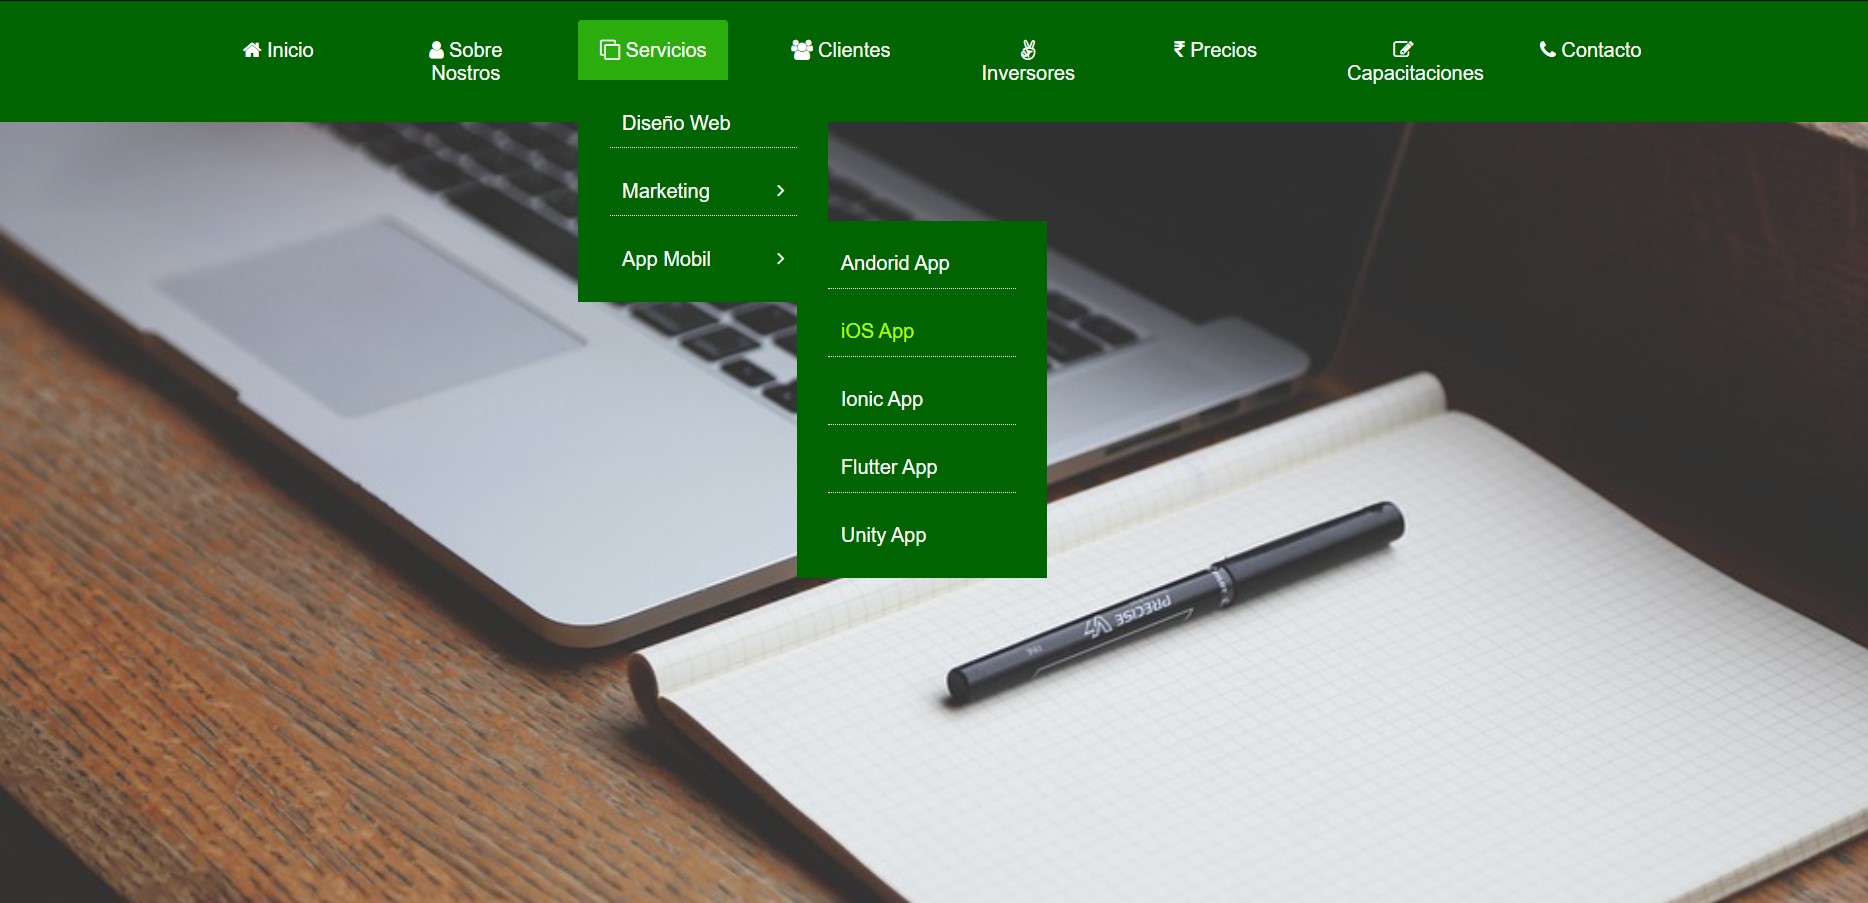 Inicio
Sobre
Nostros
Servicios
Clientes
Inversores
₹ Precios
Capacitaciones
Contacto
Diseño Web
Marketing
App Mobil
Andorid App
iOS App
Ionic App
Flutter App
Unity App
PRECISE V7